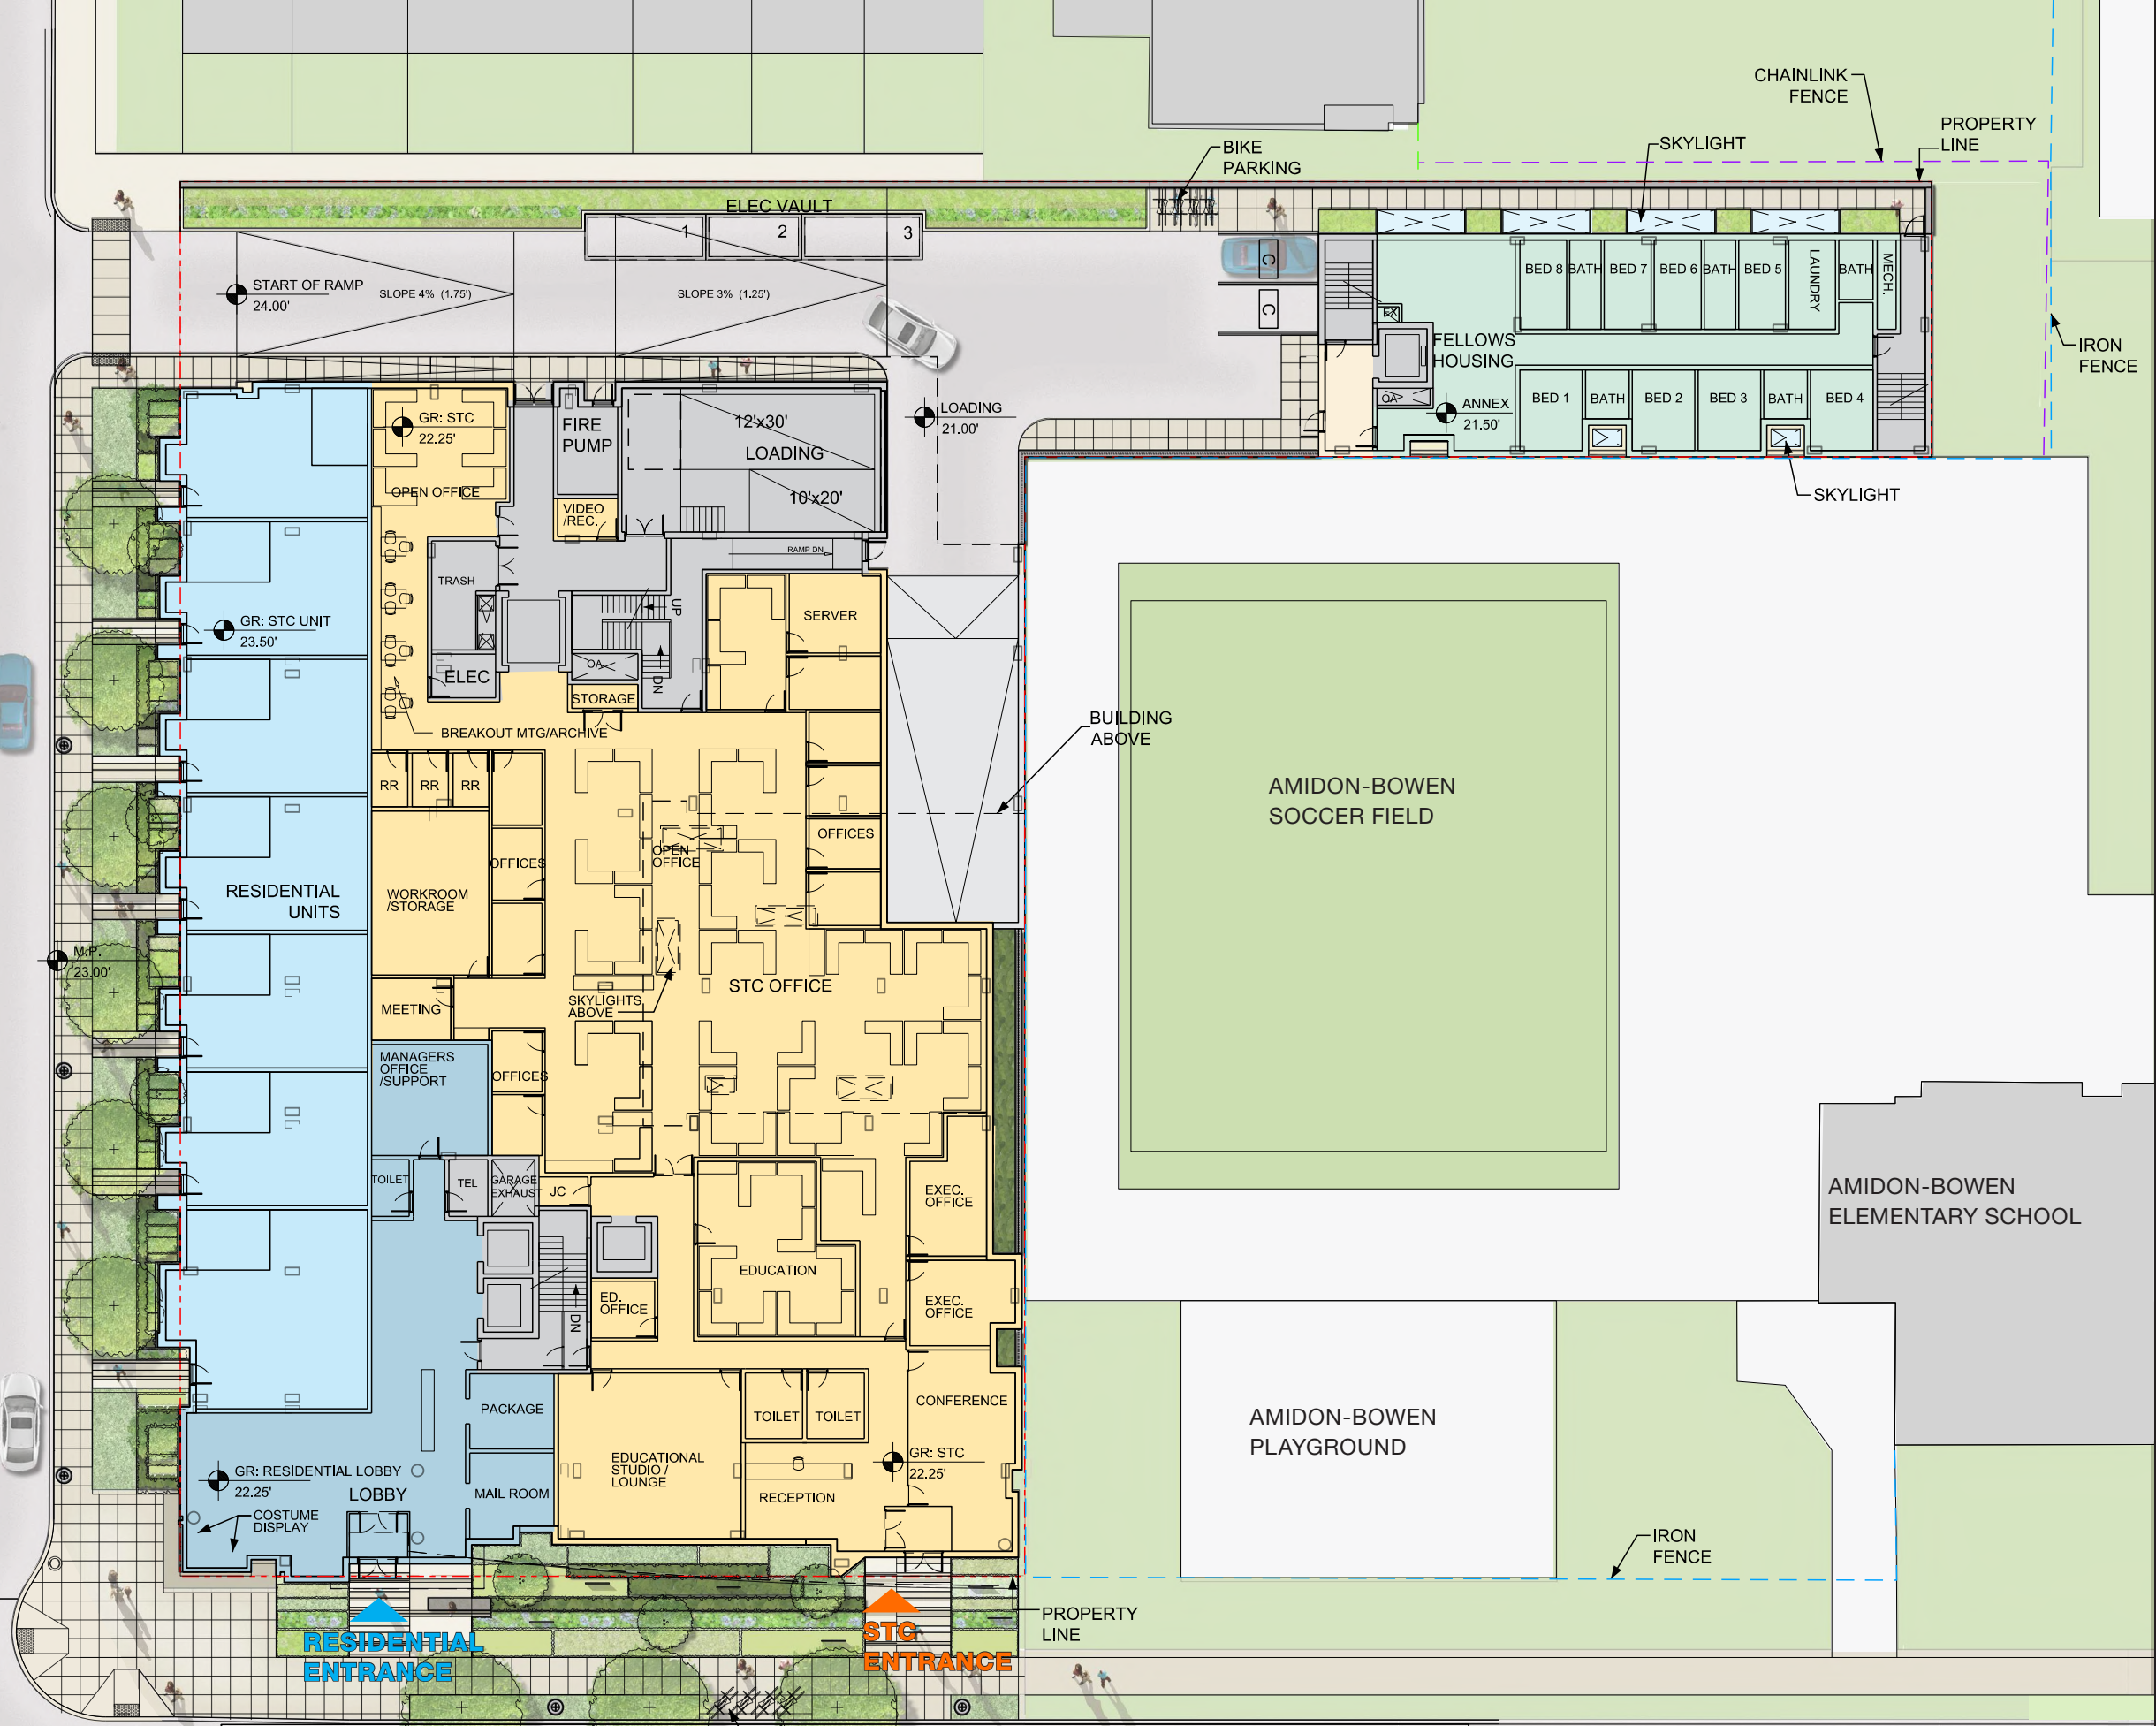 CHAINLINK
FENCE
PROPERTY
LINE
SKYLIGHT
BIKE
PARKING
ELEC VAULT
1
2
3
START OF RAMP
24.00'
SLOPE 4% (1.75')
SLOPE 3% (1.25')
C
C
BED 8
BATH
BED 7
BED 6
BATH
BED 5
LAUNDRY
BATH
MECH.
EX
FELLOWS
HOUSING
IRON
FENCE
OA
ANNEX
21.50'
BED 1
BATH
BED 2
BED 3
BATH
BED 4
SKYLIGHT
GR: STC
22.25'
OPEN OFFICE
FIRE
PUMP
12'x30'
LOADING
10'x20'
LOADING
21.00'
VIDEO
/REC.
RAMP DN
TRASH
UP
SERVER
GR: STC UNIT
23.50'
ELEC
OA
DN
STORAGE
BREAKOUT MTG/ARCHIVE
BUILDING
ABOVE
AMIDON-BOWEN
SOCCER FIELD
RR
RR
RR
OFFICES
OPEN
OFFICE
OFFICES
RESIDENTIAL
UNITS
WORKROOM
/STORAGE
M.P.
23.00'
STC OFFICE
SKYLIGHTS
ABOVE
MEETING
MANAGERS
OFFICE
/SUPPORT
OFFICES
TOILET
TEL
GARAGE
EXHAUST
JC
EXEC.
OFFICE
AMIDON-BOWEN
ELEMENTARY SCHOOL
EDUCATION
ED.
OFFICE
DN
EXEC.
OFFICE
PACKAGE
TOILET
TOILET
CONFERENCE
AMIDON-BOWEN
PLAYGROUND
EDUCATIONAL
STUDIO /
LOUNGE
GR: STC
22.25'
GR: RESIDENTIAL LOBBY
22.25'
LOBBY
MAIL ROOM
RECEPTION
COSTUME
DISPLAY
IRON
FENCE
PROPERTY
LINE
RESIDENTIAL
ENTRANCE
STC
ENTRANCE